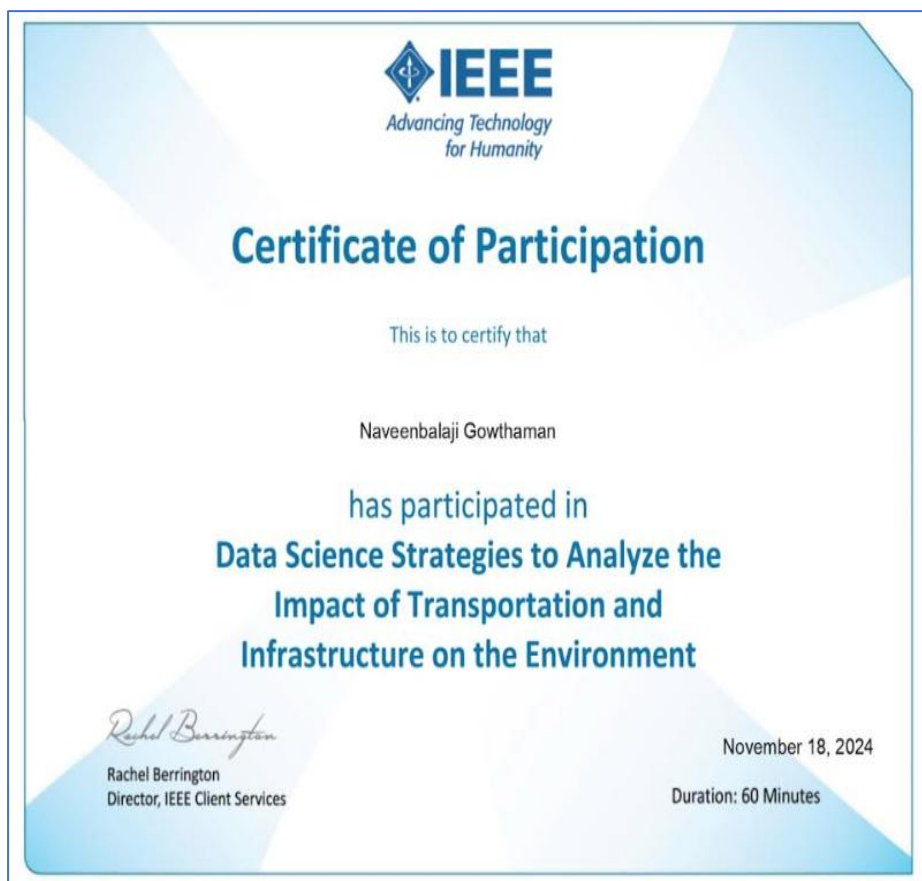 IEEE
Advancing Technology
for Humanity
Certificate of Participation
This is to certify that
Naveenbalaji Gowthaman
has participated in
Data Science Strategies to Analyze the
Impact of Transportation and
Infrastructure on the Environment
Rachel Berrington
Rachel Berrington
Director, IEEE Client Services
November 18, 2024
Duration: 60 Minutes